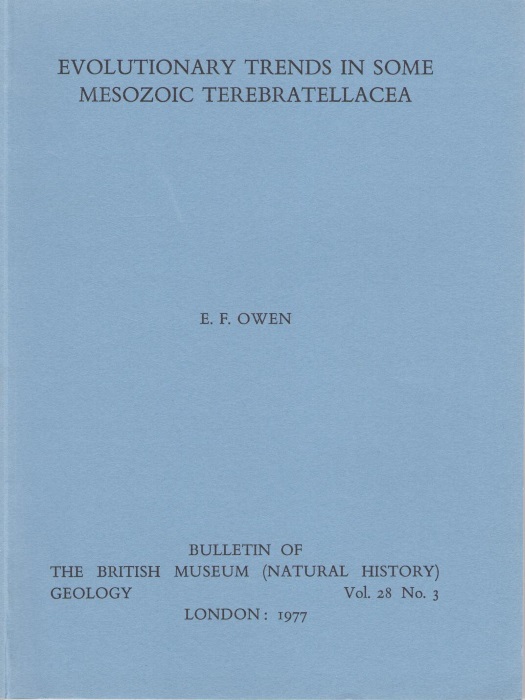 EVOLUTIONARY TRENDS IN SOME
MESOZOIC TEREBRATELLACEA
E. F. OWEN
BULLETIN OF
THE BRITISH MUSEUM (NATURAL HISTORY)
GEOLOGY Vol. 28 No. 3
LONDON: 1977